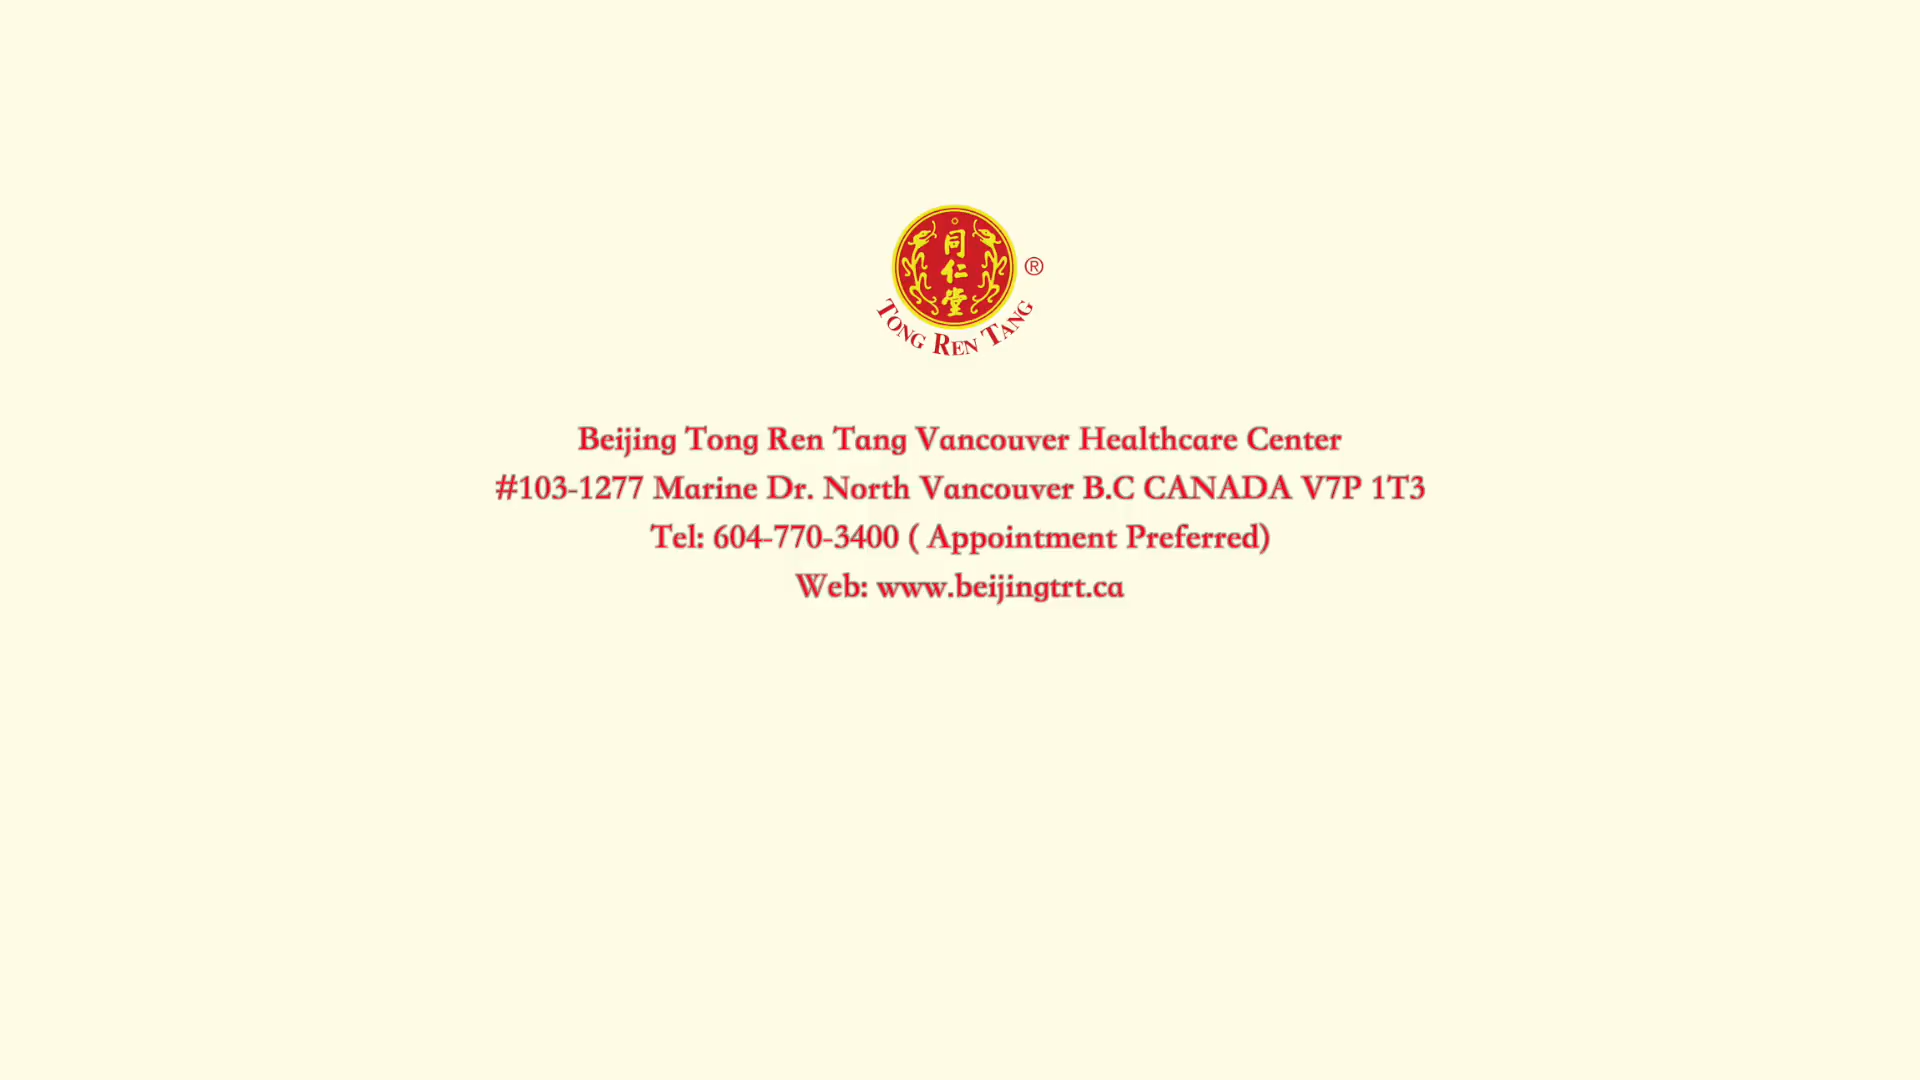 同仁堂
®
TONG REN TANG
Beijing Tong Ren Tang Vancouver Healthcare Center
#103-1277 Marine Dr. North Vancouver B.C CANADA V7P 1T3
Tel: 604-770-3400 ( Appointment Preferred)
Web: www.beijingtrt.ca